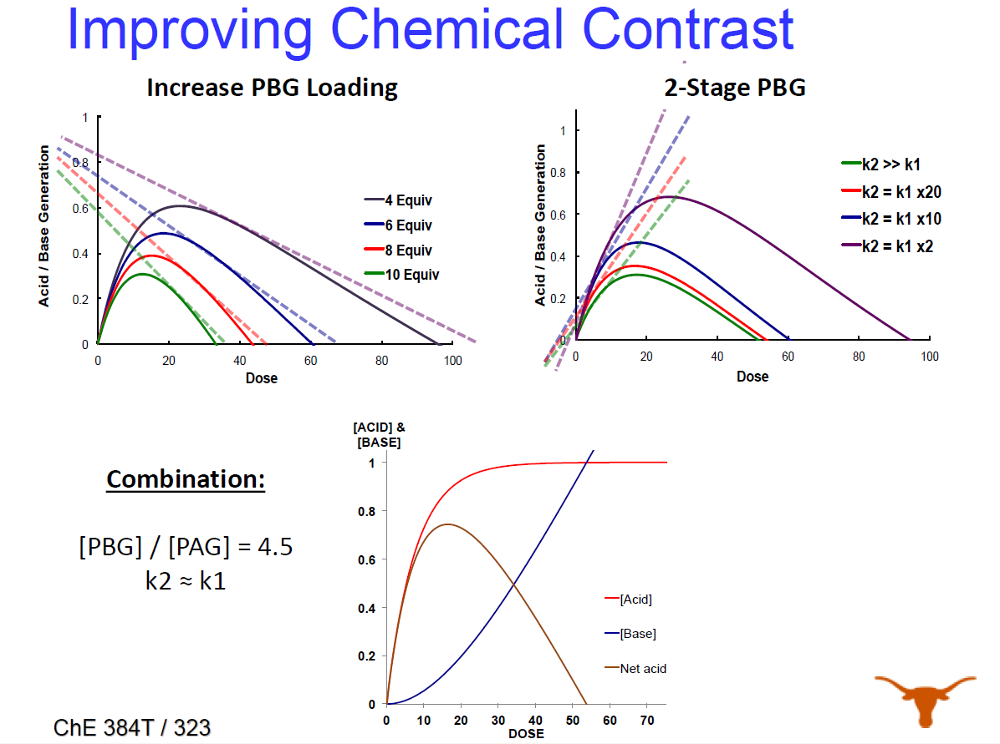 Improving Chemical Contrast
Increase PBG Loading
Acid / Base Generation
1
0.8
0.6
0.4
0.2
0
0 20 40 60 80 100
Dose
4 Equiv
6 Equiv
8 Equiv
10 Equiv
2-Stage PBG
Acid / Base Generation
1
0.8
0.6
0.4
0.2
0
0 20 40 60 80 100
Dose
k2 >> k1
k2 = k1 x20
k2 = k1 x10
k2 = k1 x2
Combination:
[PBG] / [PAG] = 4.5
k2 ≈ k1
[ACID] &
[BASE]
1
0.8
0.6
0.4
0.2
0
0 10 20 30 40 50 60 70
DOSE
[Acid]
[Base]
Net acid
ChE 384T / 323